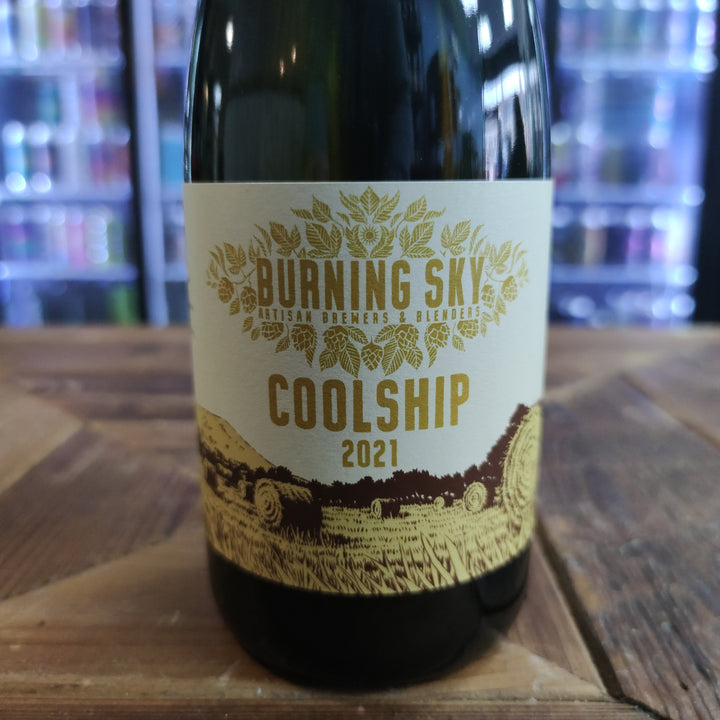 BURNING SKY
ARTISAN BREWERS & BLENDERS
COOLSHIP
2021